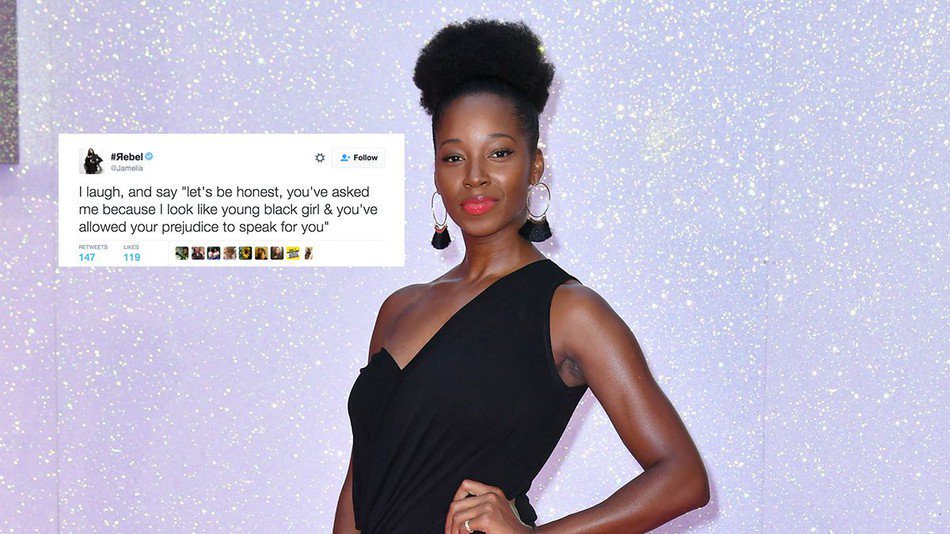 #Яebel
@Jamelia
Follow
I laugh, and say "let's be honest, you've asked
me because I look like young black girl & you've
allowed your prejudice to speak for you"
RETWEETS LIKES
147 119